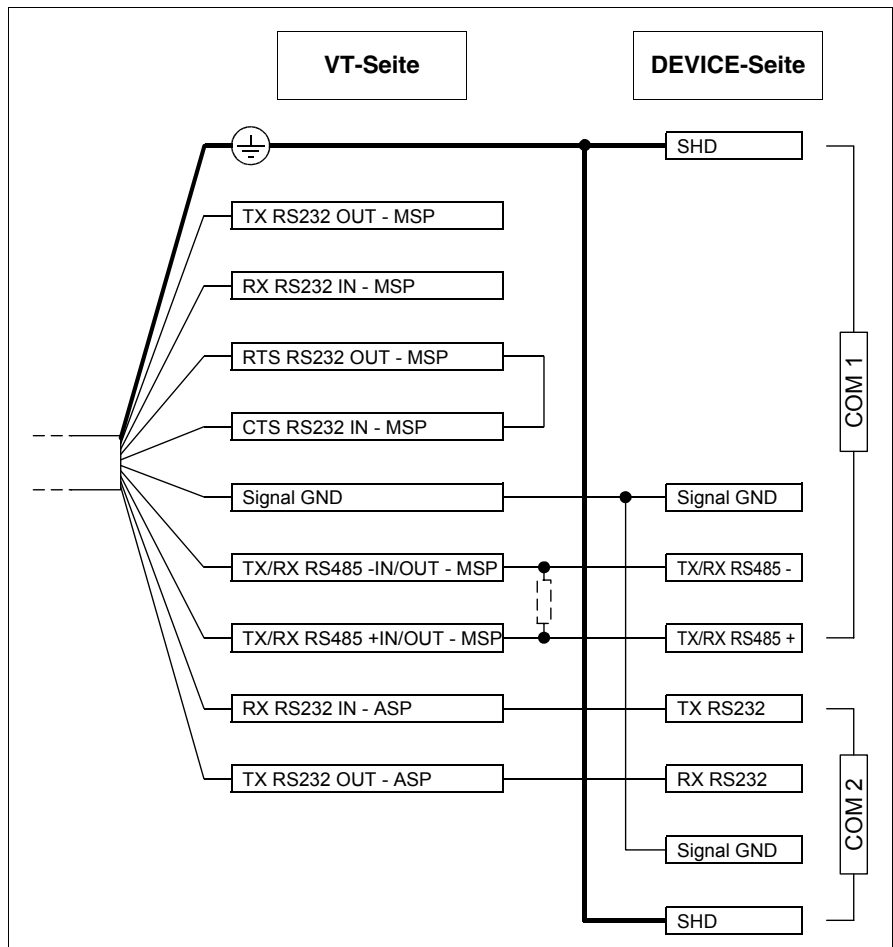 VT-Seite
DEVICE-Seite
SHD
TX RS232 OUT - MSP
RX RS232 IN - MSP
RTS RS232 OUT - MSP
CTS RS232 IN - MSP
COM 1
Signal GND
Signal GND
TX/RX RS485 -IN/OUT - MSP
TX/RX RS485 -
TX/RX RS485 +IN/OUT - MSP
TX/RX RS485 +
RX RS232 IN - ASP
TX RS232
TX RS232 OUT - ASP
RX RS232
COM 2
Signal GND
SHD